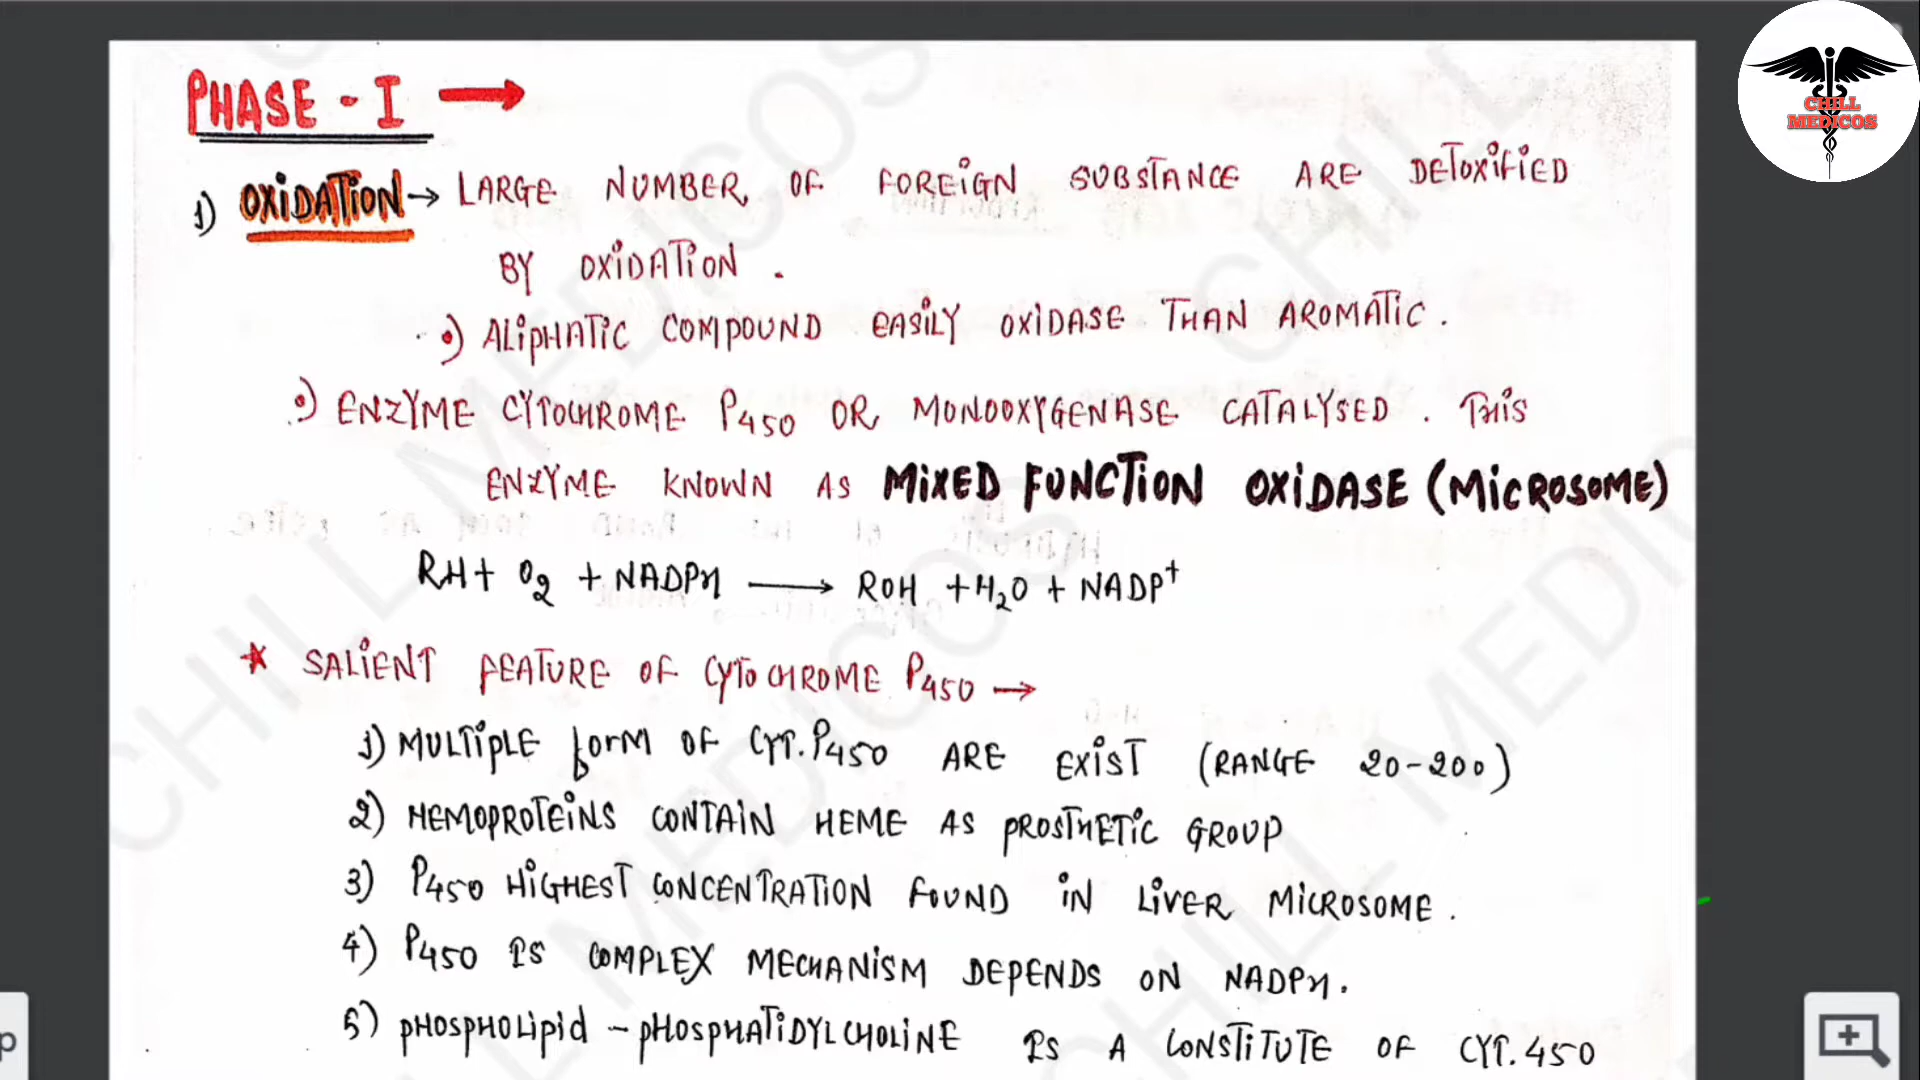 PHASE - I →
1) OXiDATiON → LARGE NUMBER OF FOREiGN SUBSTANCE ARE DETOXiFiED
BY OXiDATiON .
•) ALiPHATiC COMPOUND EASiLY OXiDASE THAN AROMATiC .
•) ENZYME CYTOCHROME P450 OR MONOOXYGENASE CATALYSED . THiS
ENZYME KNOWN AS MiXED FUNCTiON OXiDASE (MiCROSOME)
RH + O2 + NADPH ⟶ ROH + H2O + NADP+
* SALiENT FEATURE OF CYTOCHROME P450 →
1) MULTiPLE forM OF CYT. P450 ARE EXiST (RANGE 20-200)
2) HEMOPROTEiNS CONTAiN HEME AS PROSTHETiC GROUP
3) P450 HiGHEST CONCENTRATiON FOUND iN LiVER MiCROSOME .
4) P450 IS COMPLEX MECHANiSM DEPENDS ON NADPH .
5) PHOSPHOLiPid - PHOSPHATiDYLCHOLiNE IS A CONSTiTUTE OF CYT. 450
CHILL
MEDICOS
CHILL MEDICOS
p